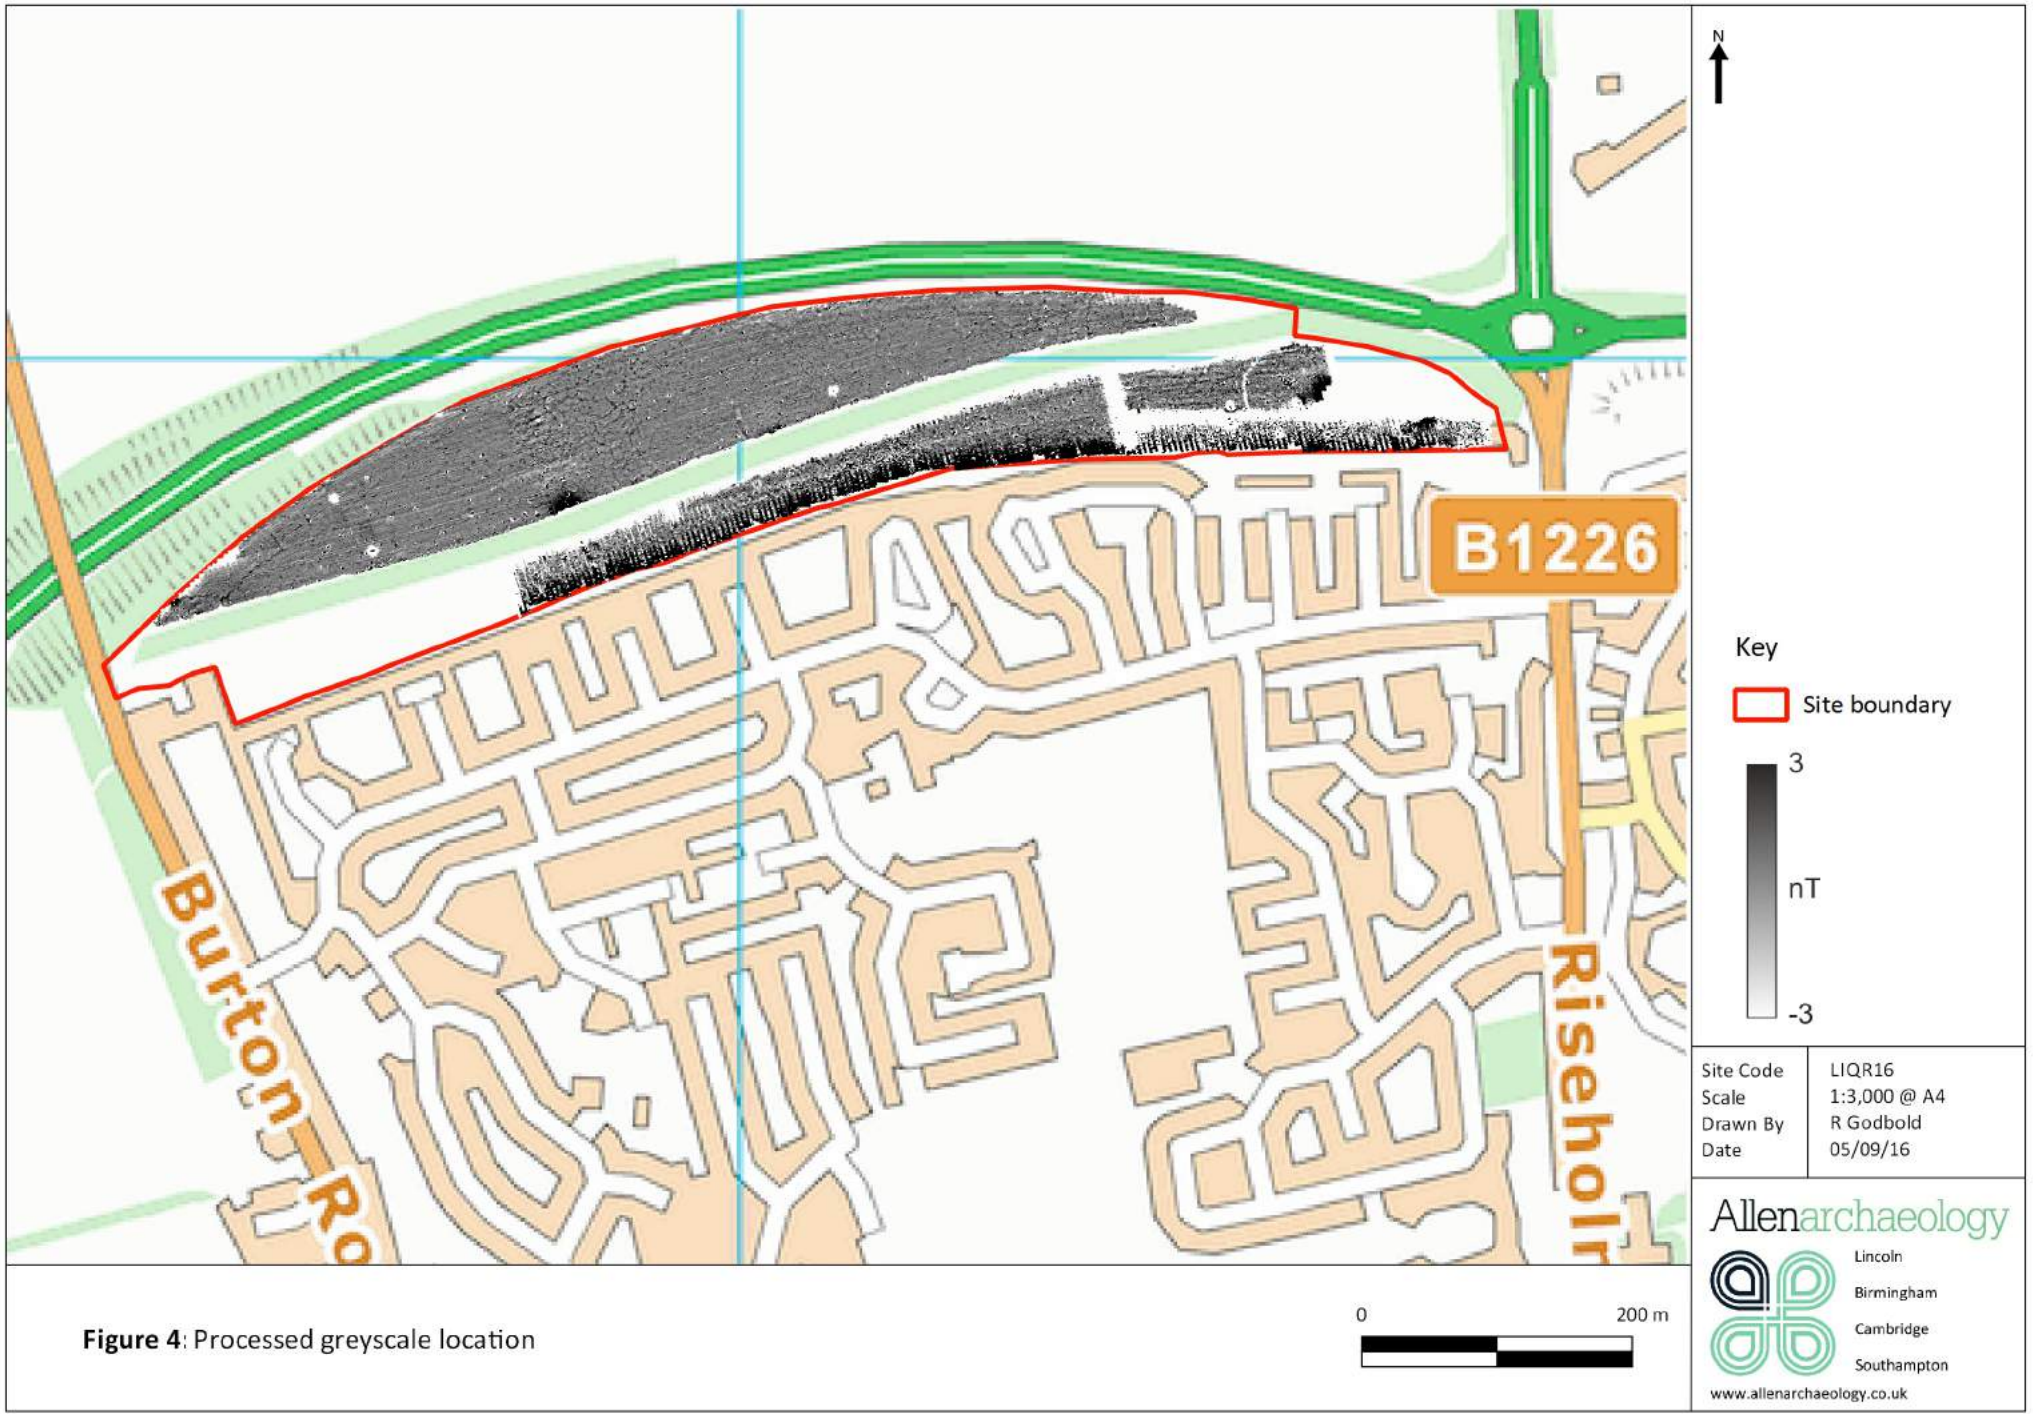 N
B1226
Burton Ro
Riseholr
Key
Site boundary
3
nT
-3
Site Code LIQR16
Scale 1:3,000 @ A4
Drawn By R Godbold
Date 05/09/16
Allenarchaeology
Lincoln
Birmingham
Cambridge
Southampton
www.allenarchaeology.co.uk
0 200 m
Figure 4: Processed greyscale location